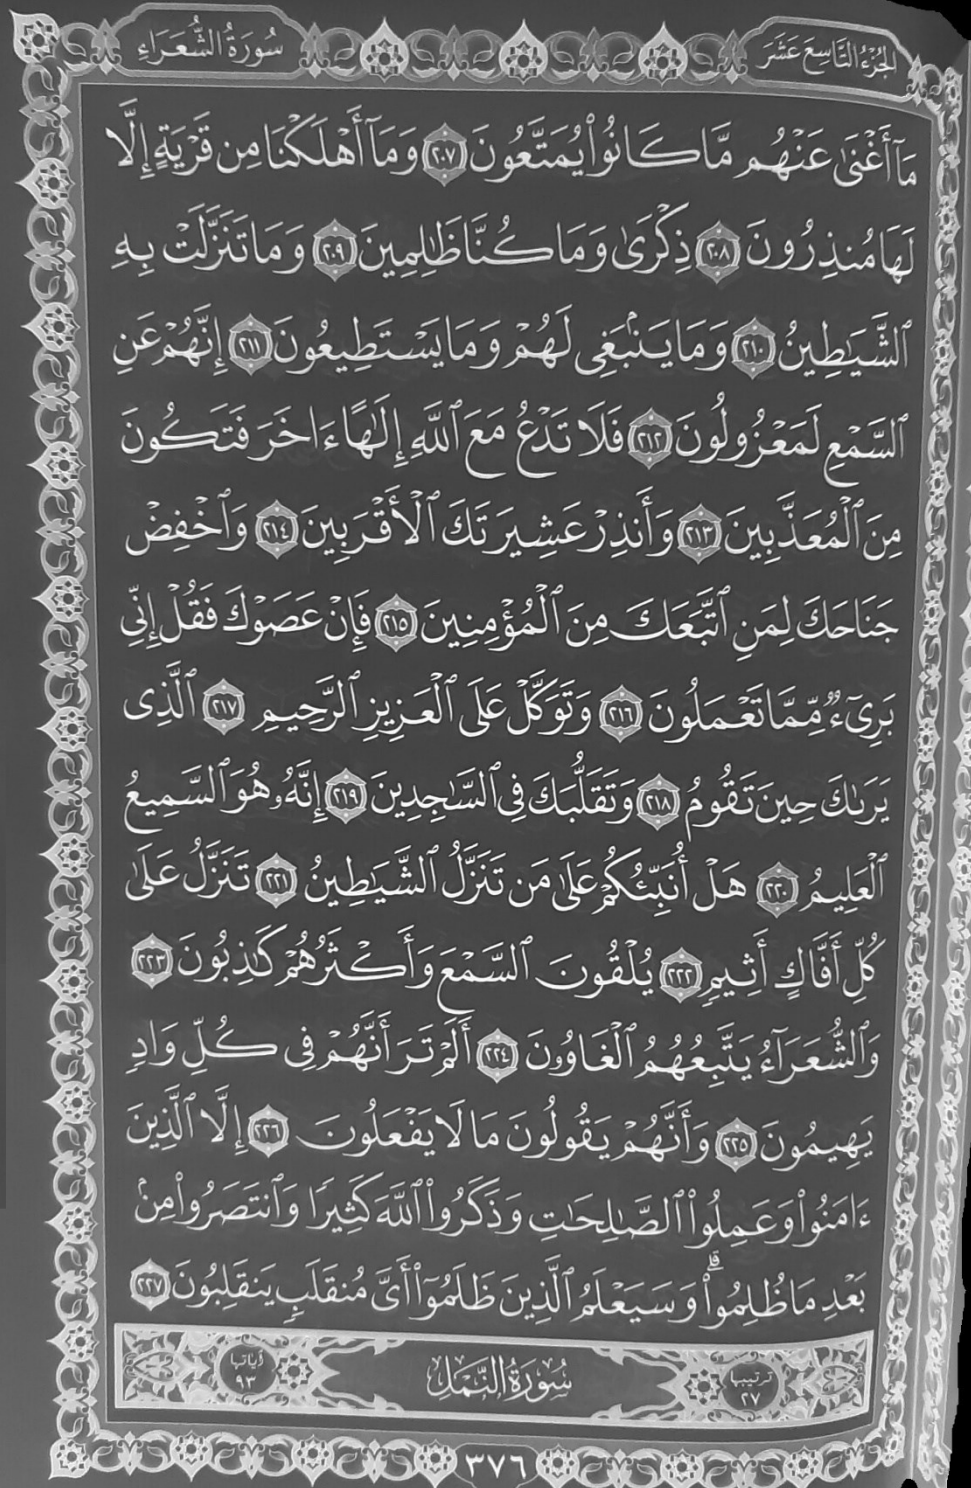 الجزء التاسع عشر سُورَةُ الشُّعَرَاءِ
مَآ أَغْنَىٰ عَنْهُم مَّا كَانُوا۟ يُمَتَّعُونَ ٢٠٧ وَمَآ أَهْلَكْنَا مِن قَرْيَةٍ إِلَّا
لَهَا مُنذِرُونَ ٢٠٨ ذِكْرَىٰ وَمَا كُنَّا ظَـٰلِمِينَ ٢٠٩ وَمَا تَنَزَّلَتْ بِهِ
ٱلشَّيَـٰطِينُ ٢١٠ وَمَا يَنۢبَغِى لَهُمْ وَمَا يَسْتَطِيعُونَ ٢١١ إِنَّهُمْ عَنِ
ٱلسَّمْعِ لَمَعْزُولُونَ ٢١٢ فَلَا تَدْعُ مَعَ ٱللَّهِ إِلَـٰهًا ءَاخَرَ فَتَكُونَ
مِنَ ٱلْمُعَذَّبِينَ ٢١٣ وَأَنذِرْ عَشِيرَتَكَ ٱلْأَقْرَبِينَ ٢١٤ وَٱخْفِضْ
جَنَاحَكَ لِمَنِ ٱتَّبَعَكَ مِنَ ٱلْمُؤْمِنِينَ ٢١٥ فَإِنْ عَصَوْكَ فَقُلْ إِنِّى
بَرِىٓءٌ مِّمَّا تَعْمَلُونَ ٢١٦ وَتَوَكَّلْ عَلَى ٱلْعَزِيزِ ٱلرَّحِيمِ ٢١٧ ٱلَّذِى
يَرَىٰكَ حِينَ تَقُومُ ٢١٨ وَتَقَلُّبَكَ فِى ٱلسَّـٰجِدِينَ ٢١٩ إِنَّهُۥ هُوَ ٱلسَّمِيعُ
ٱلْعَلِيمُ ٢٢٠ هَلْ أُنَبِّئُكُمْ عَلَىٰ مَن تَنَزَّلُ ٱلشَّيَـٰطِينُ ٢٢١ تَنَزَّلُ عَلَىٰ
كُلِّ أَفَّاكٍ أَثِيمٍ ٢٢٢ يُلْقُونَ ٱلسَّمْعَ وَأَكْثَرُهُمْ كَـٰذِبُونَ ٢٢٣
وَٱلشُّعَرَآءُ يَتَّبِعُهُمُ ٱلْغَاوُۥنَ ٢٢٤ أَلَمْ تَرَ أَنَّهُمْ فِى كُلِّ وَادٍ
يَهِيمُونَ ٢٢٥ وَأَنَّهُمْ يَقُولُونَ مَا لَا يَفْعَلُونَ ٢٢٦ إِلَّا ٱلَّذِينَ
ءَامَنُوا۟ وَعَمِلُوا۟ ٱلصَّـٰلِحَـٰتِ وَذَكَرُوا۟ ٱللَّهَ كَثِيرًا وَٱنتَصَرُوا۟ مِنۢ
بَعْدِ مَا ظُلِمُوا۟ ۗ وَسَيَعْلَمُ ٱلَّذِينَ ظَلَمُوٓا۟ أَىَّ مُنقَلَبٍ يَنقَلِبُونَ ٢٢٧
ترتيبها ٢٧ سُورَةُ النَّمْلِ آياتها ٩٣
٣٧٦